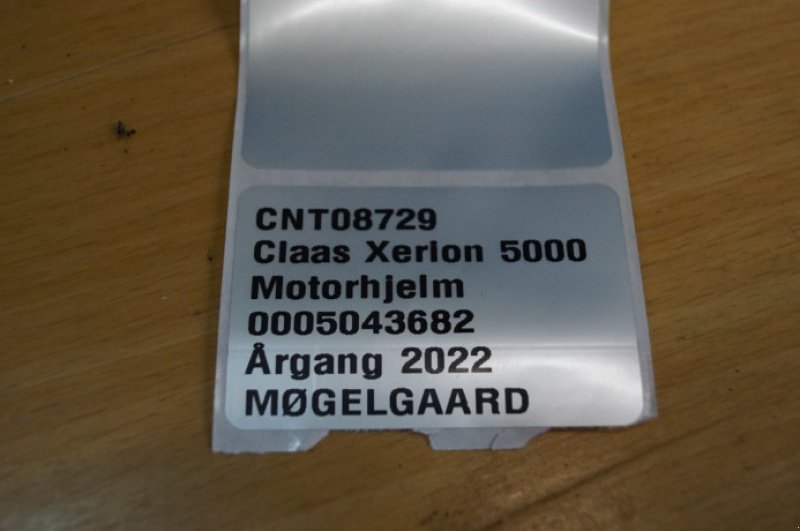 CNT08729
Claas Xerion 5000
Motorhjelm
0005043682
Årgang 2022
MØGELGAARD